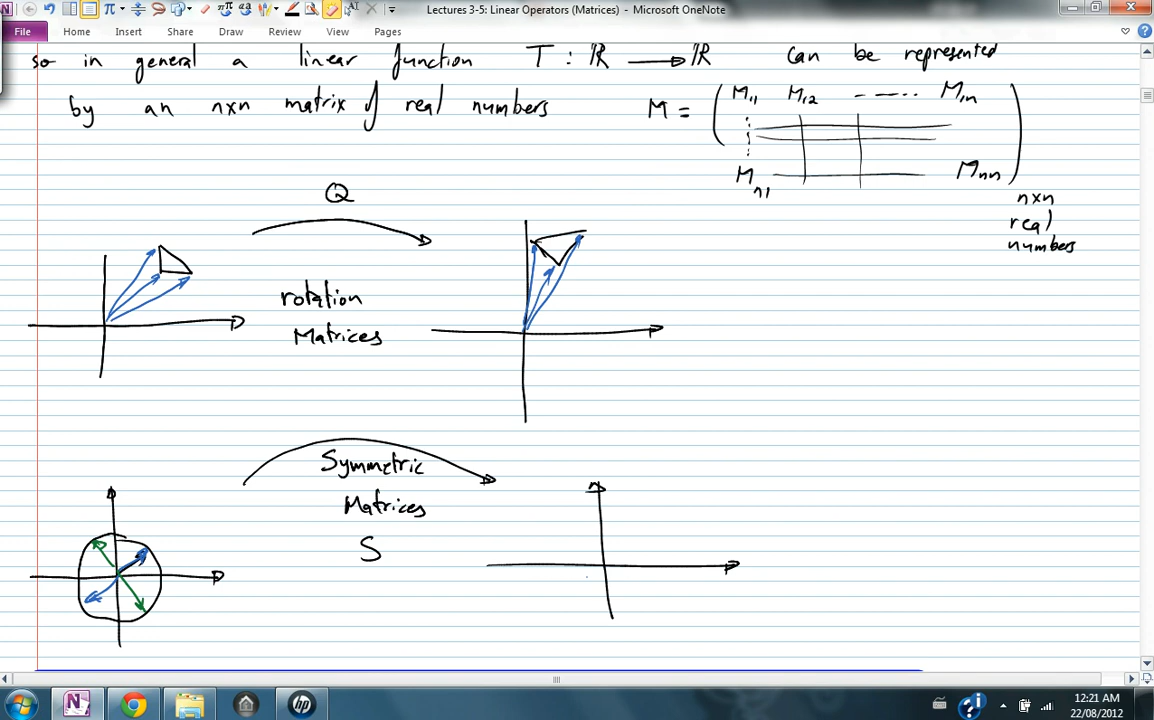 Lectures 3-5: Linear Operators (Matrices) - Microsoft OneNote
File Home Insert Share Draw Review View Pages
so in general a linear function T : ℝ → ℝ can be represented
by an nxn matrix of real numbers M = ( M11 M12 ----.... M1n
Mn1 Mnn )
nxn
real
numbers
Q
rotation
Matrices
Symmetric
Matrices
S
12:21 AM
22/08/2012